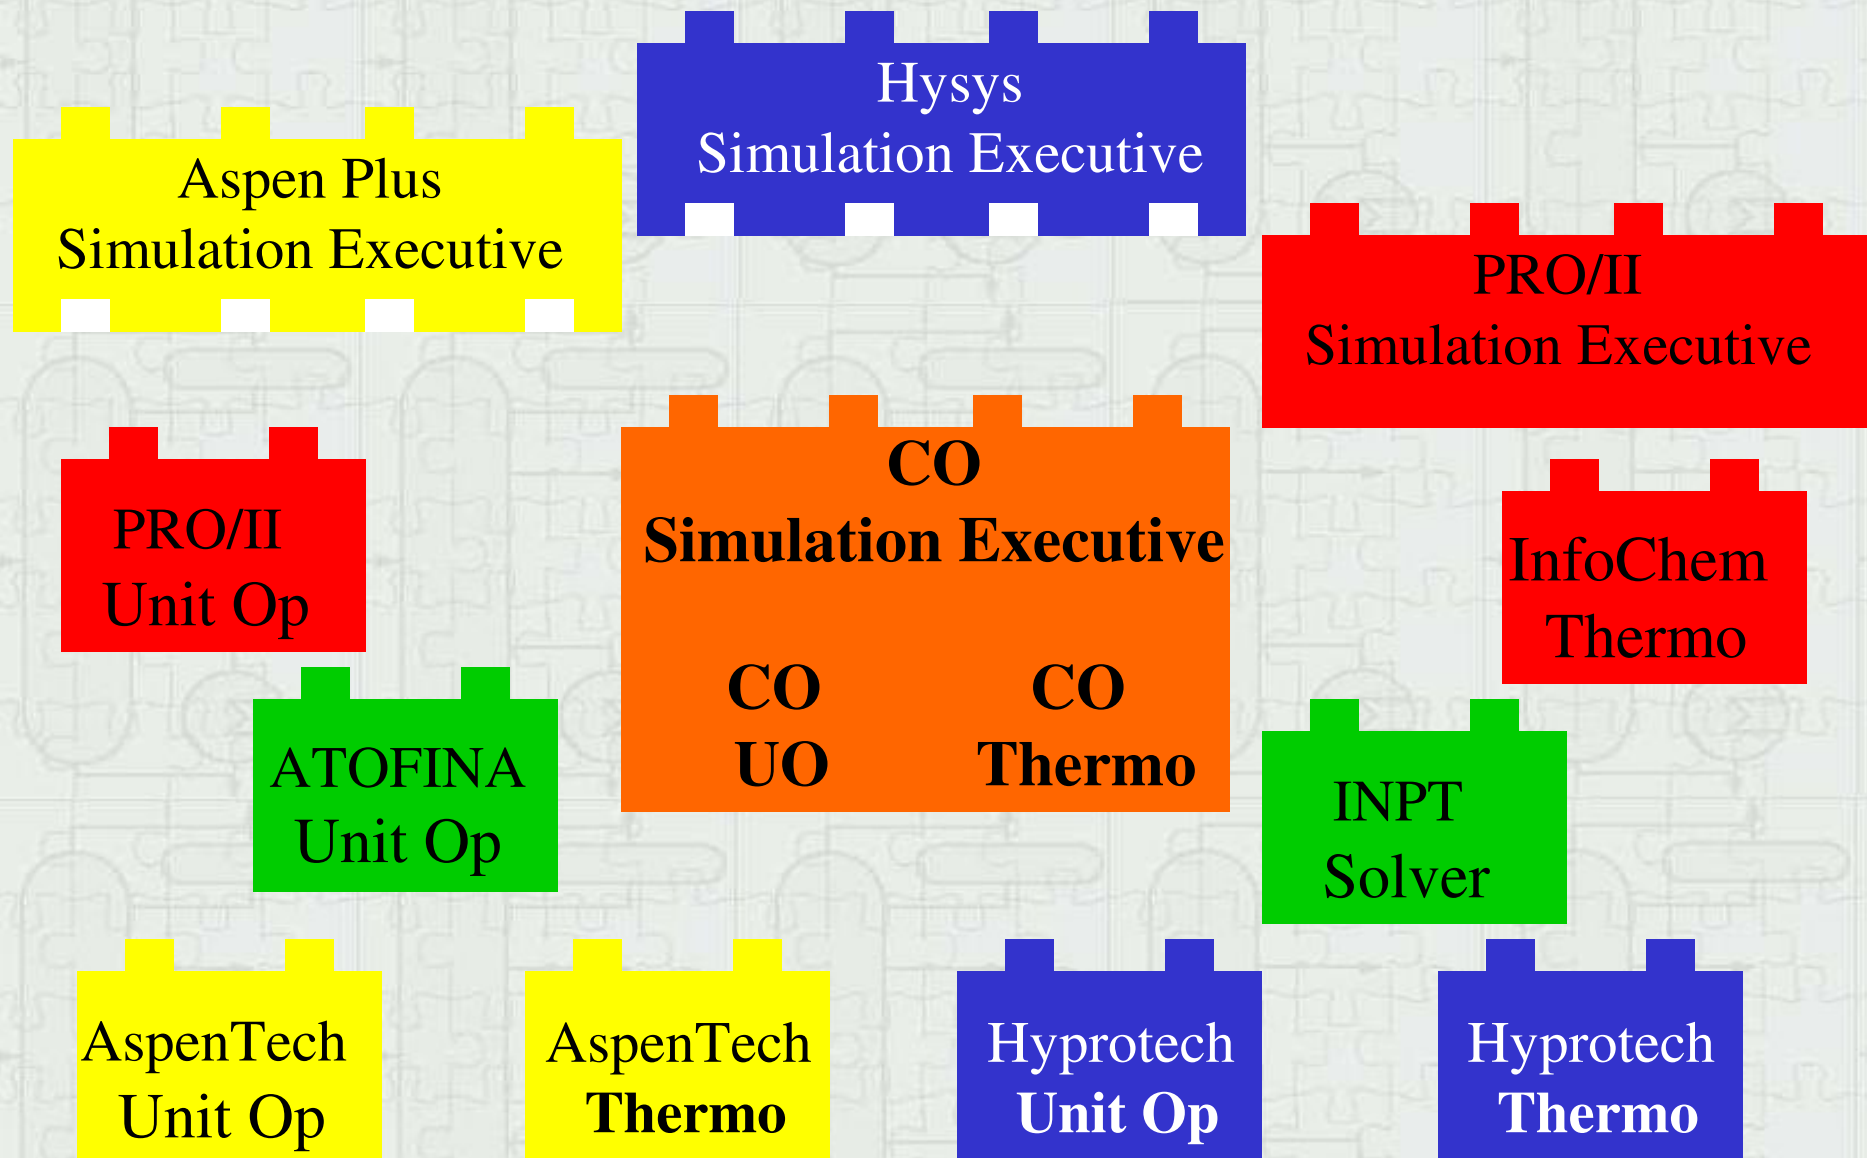 Hysys
Simulation Executive
Aspen Plus
Simulation Executive
PRO/II
Simulation Executive
CO
Simulation Executive
CO
UO
CO
Thermo
PRO/II
Unit Op
InfoChem
Thermo
ATOFINA
Unit Op
INPT
Solver
AspenTech
Unit Op
AspenTech
Thermo
Hyprotech
Unit Op
Hyprotech
Thermo